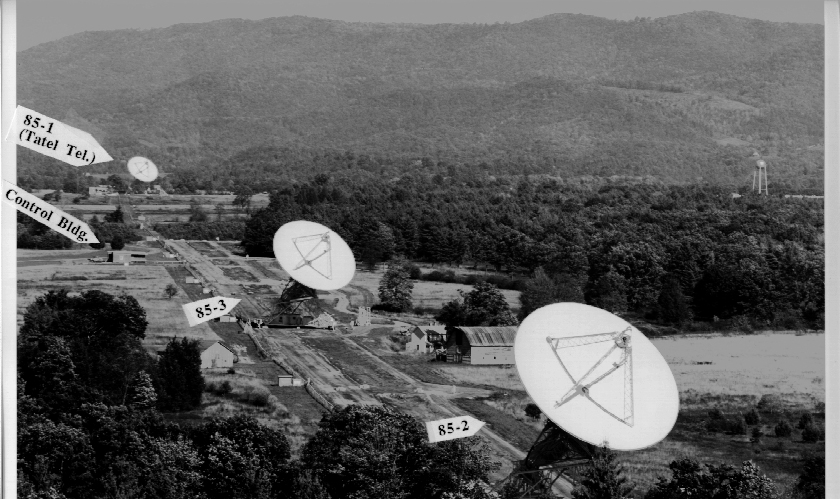 85-1
(Tatel Tel.)
Control Bldg.
85-3
85-2